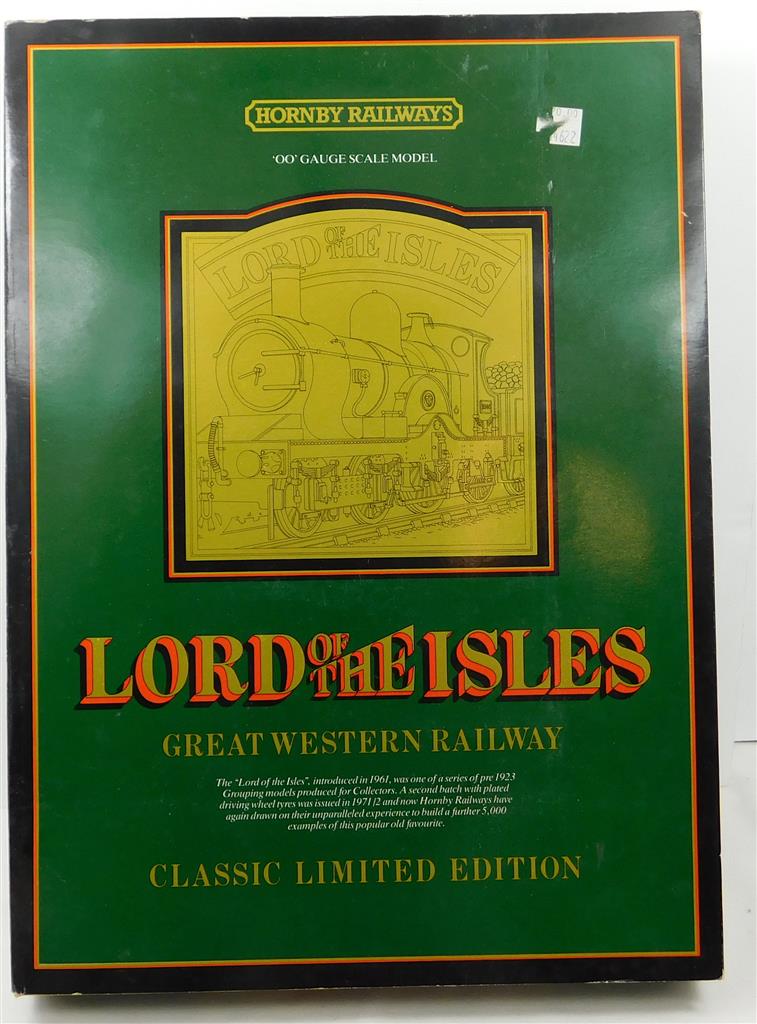 HORNBY RAILWAYS
'OO' GAUGE SCALE MODEL
LORD OF THE ISLES
LORD OF THE ISLES
GREAT WESTERN RAILWAY
The "Lord of the Isles", introduced in 1961, was one of a series of pre 1923
Grouping models produced for Collectors. A second batch with plated
driving wheel tyres was issued in 1971/2 and now Hornby Railways have
again drawn on their unparalleled experience to build a further 5,000
examples of this popular old favourite.
CLASSIC LIMITED EDITION